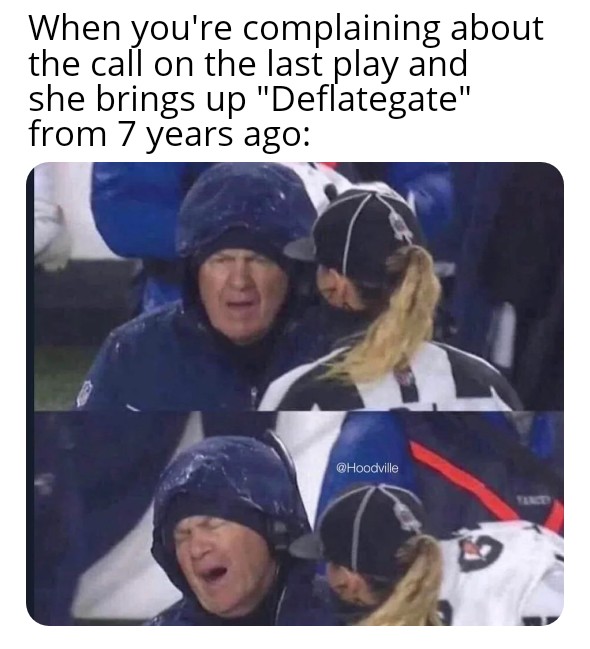 When you're complaining about
the call on the last play and
she brings up "Deflategate"
from 7 years ago:
@Hoodville